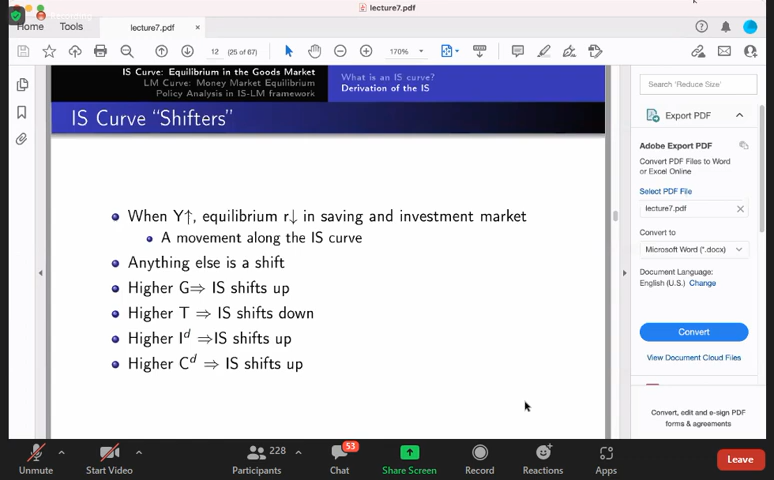 lecture7.pdf
Home Tools lecture7.pdf ×
12 (25 of 67) 170%
IS Curve: Equilibrium in the Goods Market
LM Curve: Money Market Equilibrium
Policy Analysis in IS-LM framework
What is an IS curve?
Derivation of the IS
IS Curve “Shifters”
When Y↑, equilibrium r↓ in saving and investment market
A movement along the IS curve
Anything else is a shift
Higher G⇒ IS shifts up
Higher T ⇒ IS shifts down
Higher Iᵈ ⇒IS shifts up
Higher Cᵈ ⇒ IS shifts up
Search 'Reduce Size'
Export PDF
Adobe Export PDF
Convert PDF Files to Word
or Excel Online
Select PDF File
lecture7.pdf
Convert to
Microsoft Word (*.docx)
Document Language:
English (U.S.) Change
Convert
View Document Cloud Files
Convert, edit and e-sign PDF
forms & agreements
53
228
Unmute Start Video Participants Chat Share Screen Record Reactions Apps Leave